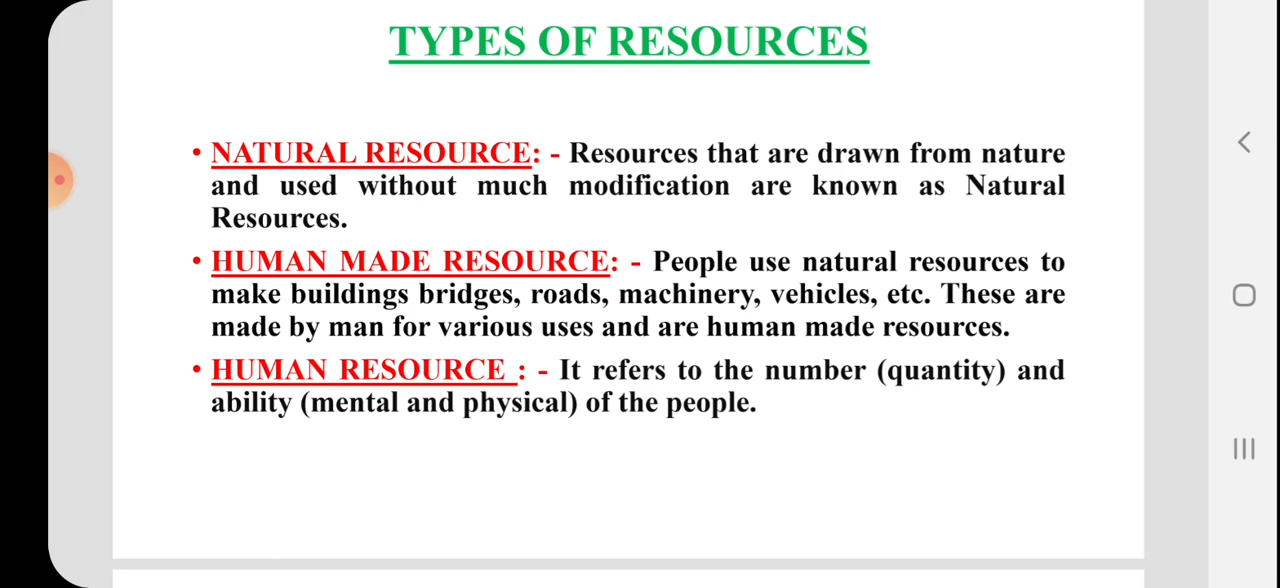 TYPES OF RESOURCES
• NATURAL RESOURCE: - Resources that are drawn from nature
and used without much modification are known as Natural
Resources.
• HUMAN MADE RESOURCE: - People use natural resources to
make buildings bridges, roads, machinery, vehicles, etc. These are
made by man for various uses and are human made resources.
• HUMAN RESOURCE : - It refers to the number (quantity) and
ability (mental and physical) of the people.